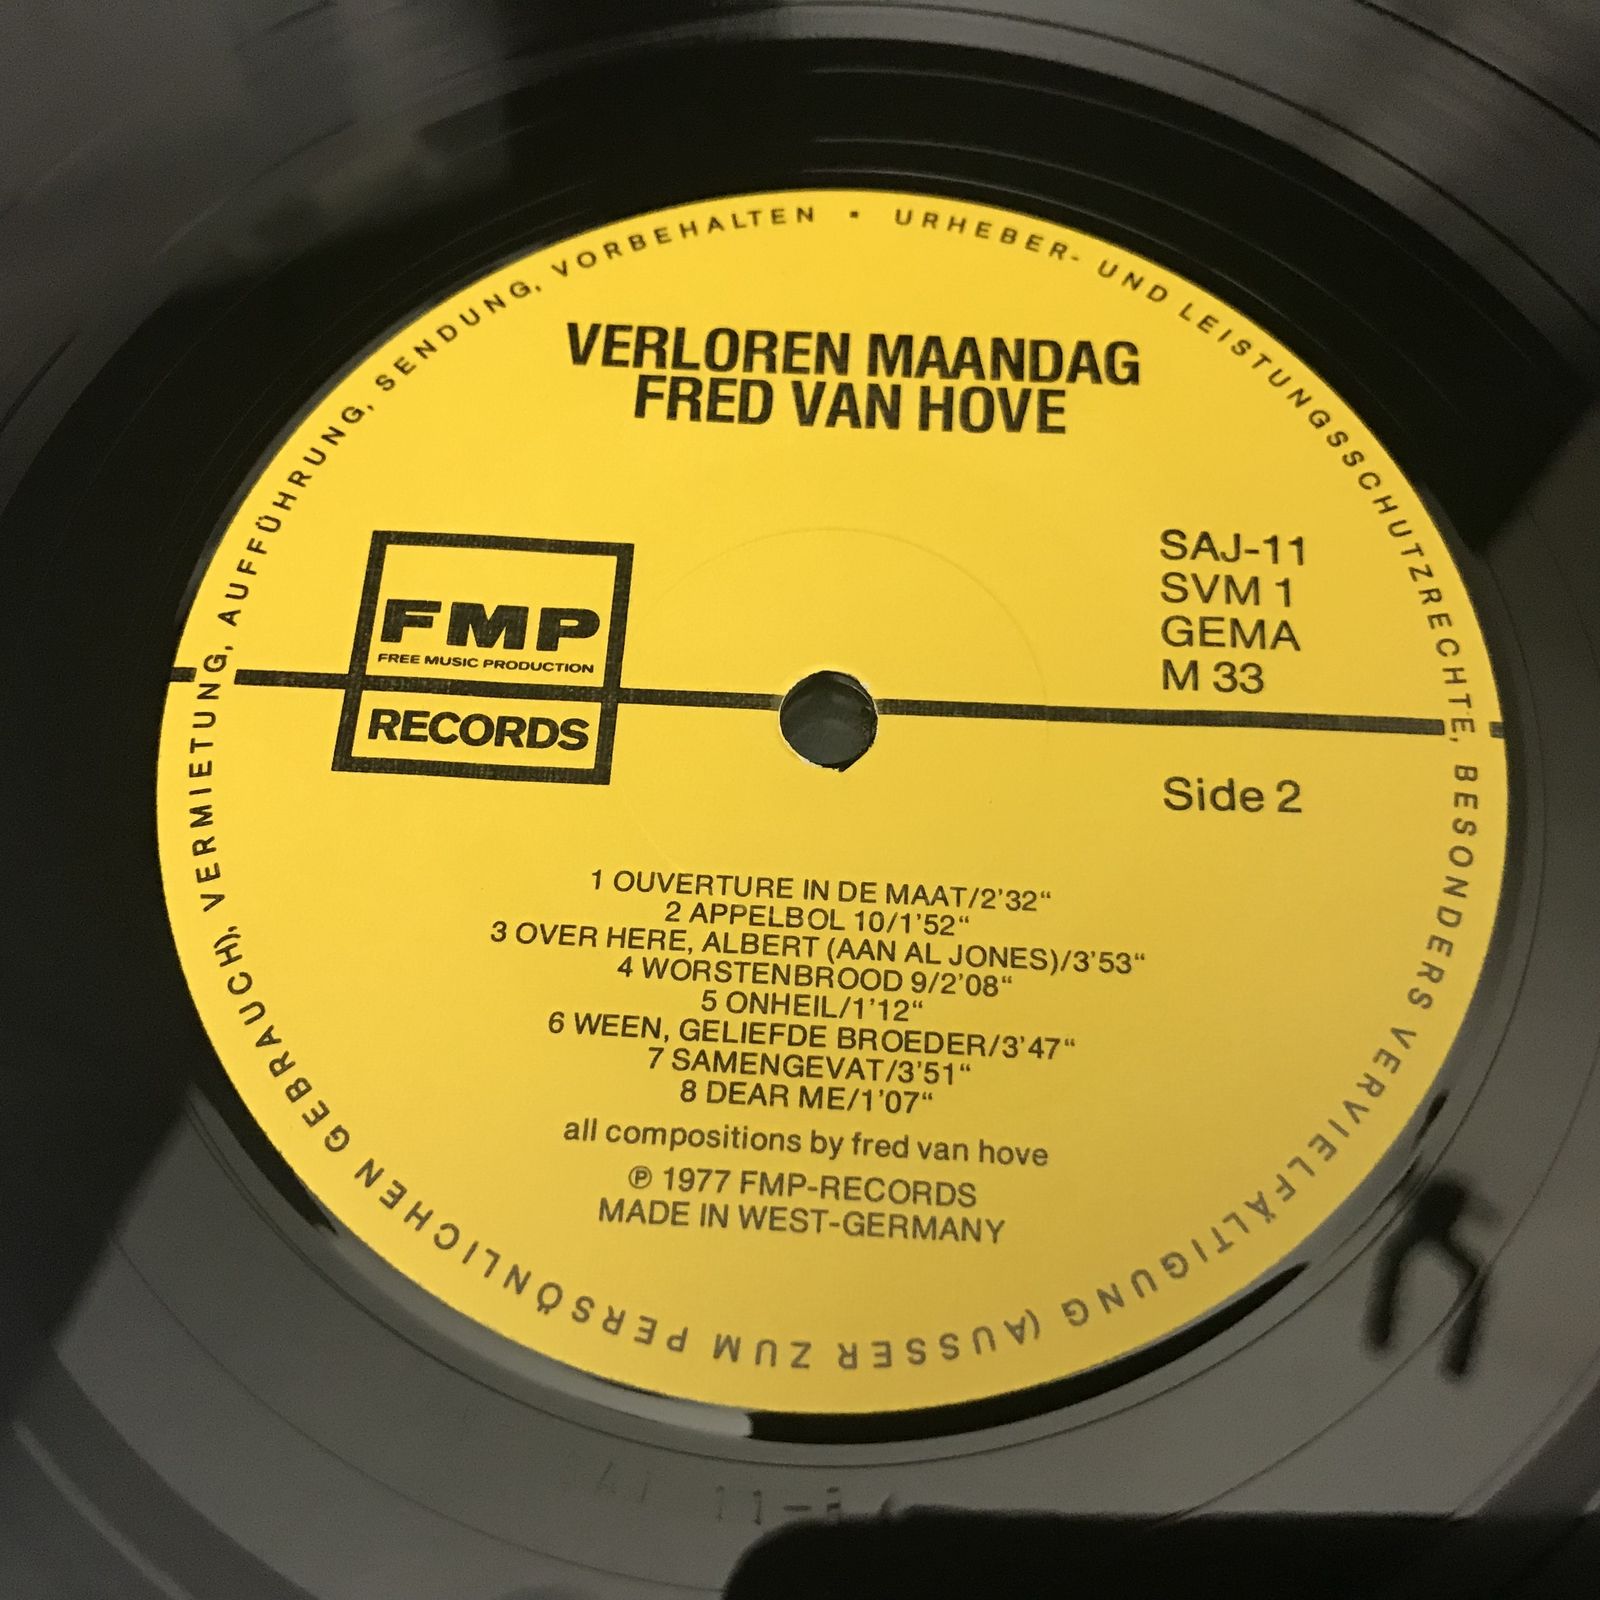 URHEBER- UND LEISTUNGSSCHUTZRECHTE, BESONDERS VERVIELFÄLTIGUNG (AUSSER ZUM PERSÖNLICHEN GEBRAUCH), VERMIETUNG, AUFFÜHRUNG, SENDUNG, VORBEHALTEN •
VERLOREN MAANDAG
FRED VAN HOVE
FMP
FREE MUSIC PRODUCTION
RECORDS
SAJ-11
SVM 1
GEMA
M 33
Side 2
1 OUVERTURE IN DE MAAT/2'32“
2 APPELBOL 10/1'52“
3 OVER HERE, ALBERT (AAN AL JONES)/3'53“
4 WORSTENBROOD 9/2'08“
5 ONHEIL/1'12“
6 WEEN, GELIEFDE BROEDER/3'47“
7 SAMENGEVAT/3'51“
8 DEAR ME/1'07“
all compositions by fred van hove
℗ 1977 FMP-RECORDS
MADE IN WEST-GERMANY